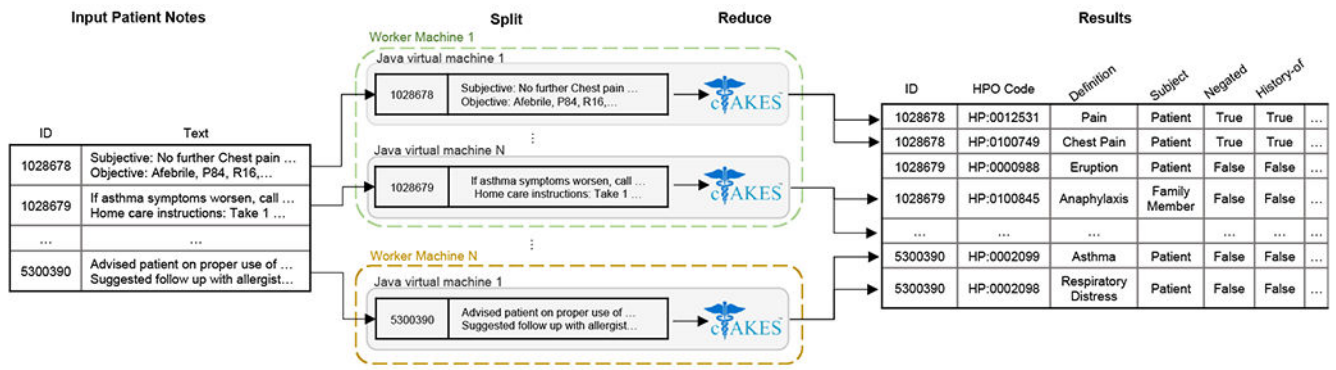 Input Patient Notes
Split
Reduce
Results
ID
Text
1028678
Subjective: No further Chest pain ...
Objective: Afebrile, P84, R16,...
1028679
If asthma symptoms worsen, call ...
Home care instructions: Take 1 ...
...
...
5300390
Advised patient on proper use of ...
Suggested follow up with allergist...
Worker Machine 1
Java virtual machine 1
1028678
Subjective: No further Chest pain ...
Objective: Afebrile, P84, R16,...
cTAKES™
...
Java virtual machine N
1028679
If asthma symptoms worsen, call ...
Home care instructions: Take 1 ...
cTAKES™
...
Worker Machine N
Java virtual machine 1
5300390
Advised patient on proper use of ...
Suggested follow up with allergist...
cTAKES™
ID HPO Code Definition Subject Negated History-of
1028678 HP:0012531 Pain Patient True True ...
1028678 HP:0100749 Chest Pain Patient True True ...
1028679 HP:0000988 Eruption Patient False False ...
1028679 HP:0100845 Anaphylaxis Family Member False False ...
... ... ... ... ... ... ...
5300390 HP:0002099 Asthma Patient False False ...
5300390 HP:0002098 Respiratory Distress Patient False False ...